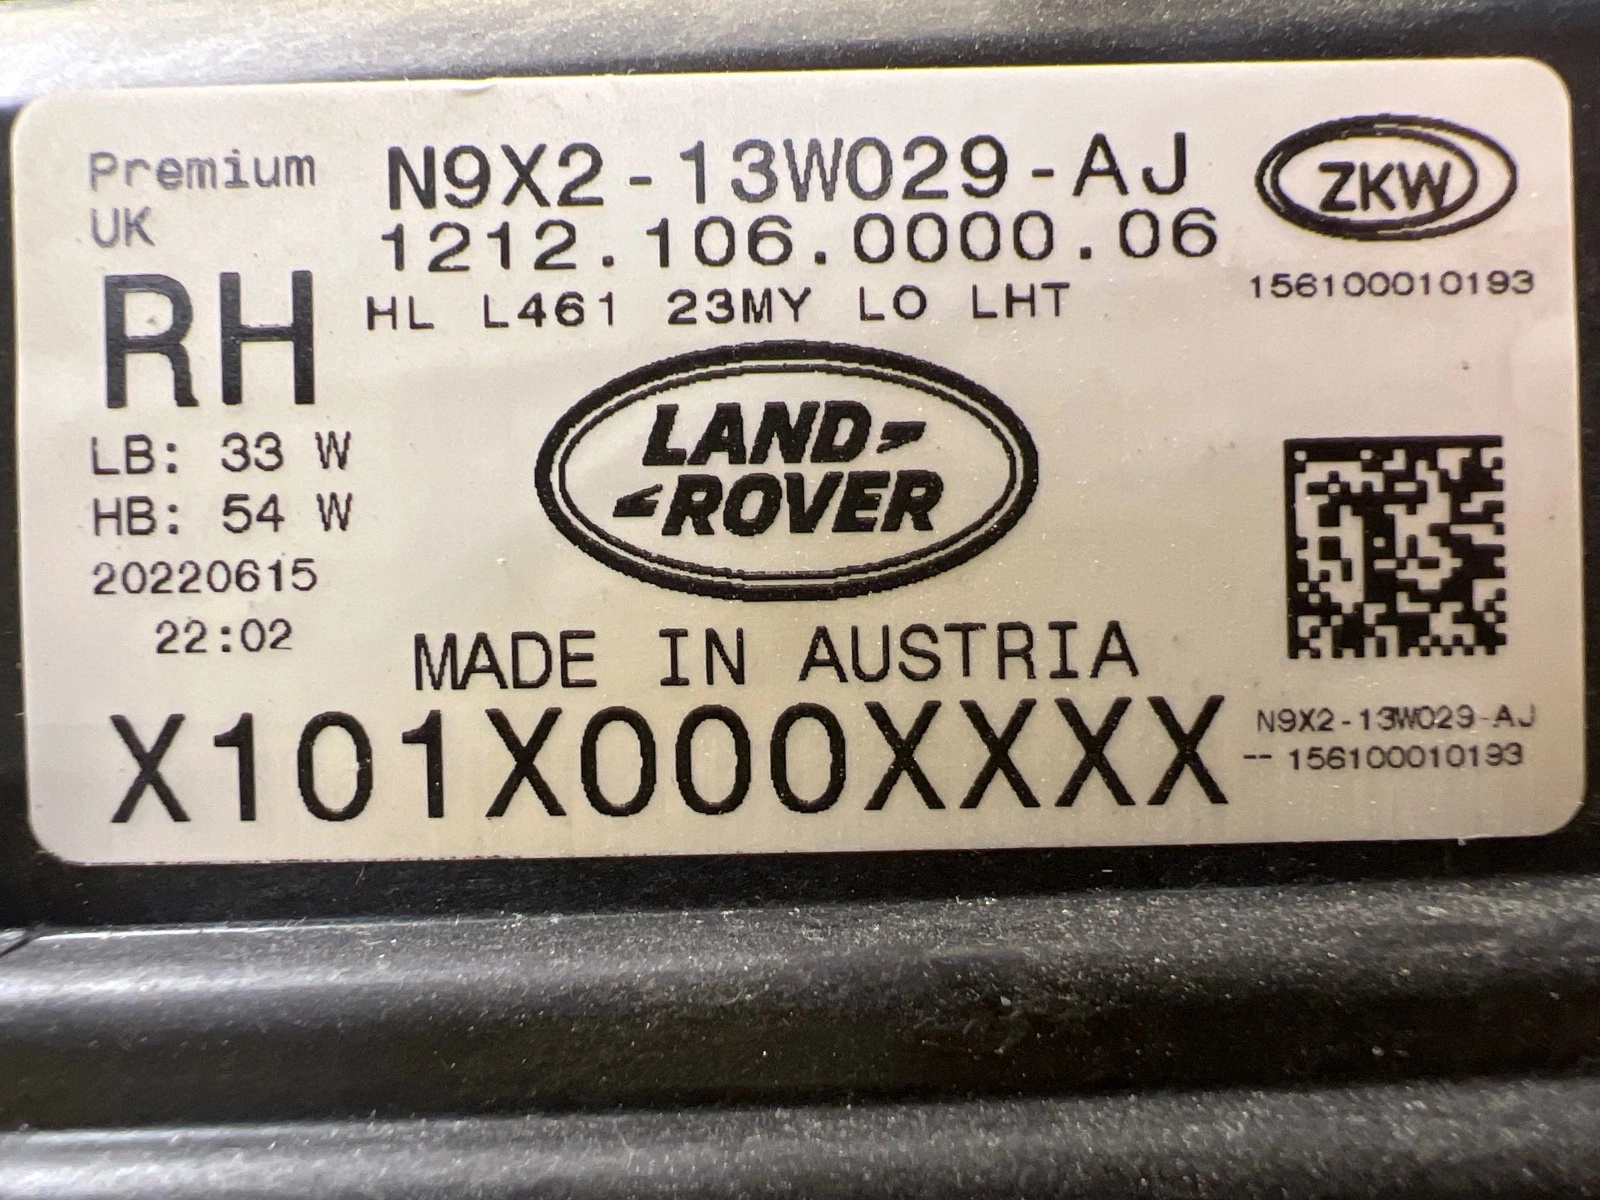 Premium
UK
RH
N9X2-13W029-AJ
1212.106.0000.06
HL L461 23MY LO LHT
ZKW
156100010193
LB: 33 W
HB: 54 W
20220615
22:02
LAND
ROVER
MADE IN AUSTRIA
X101X000XXXX
N9X2-13W029-AJ
-- 156100010193